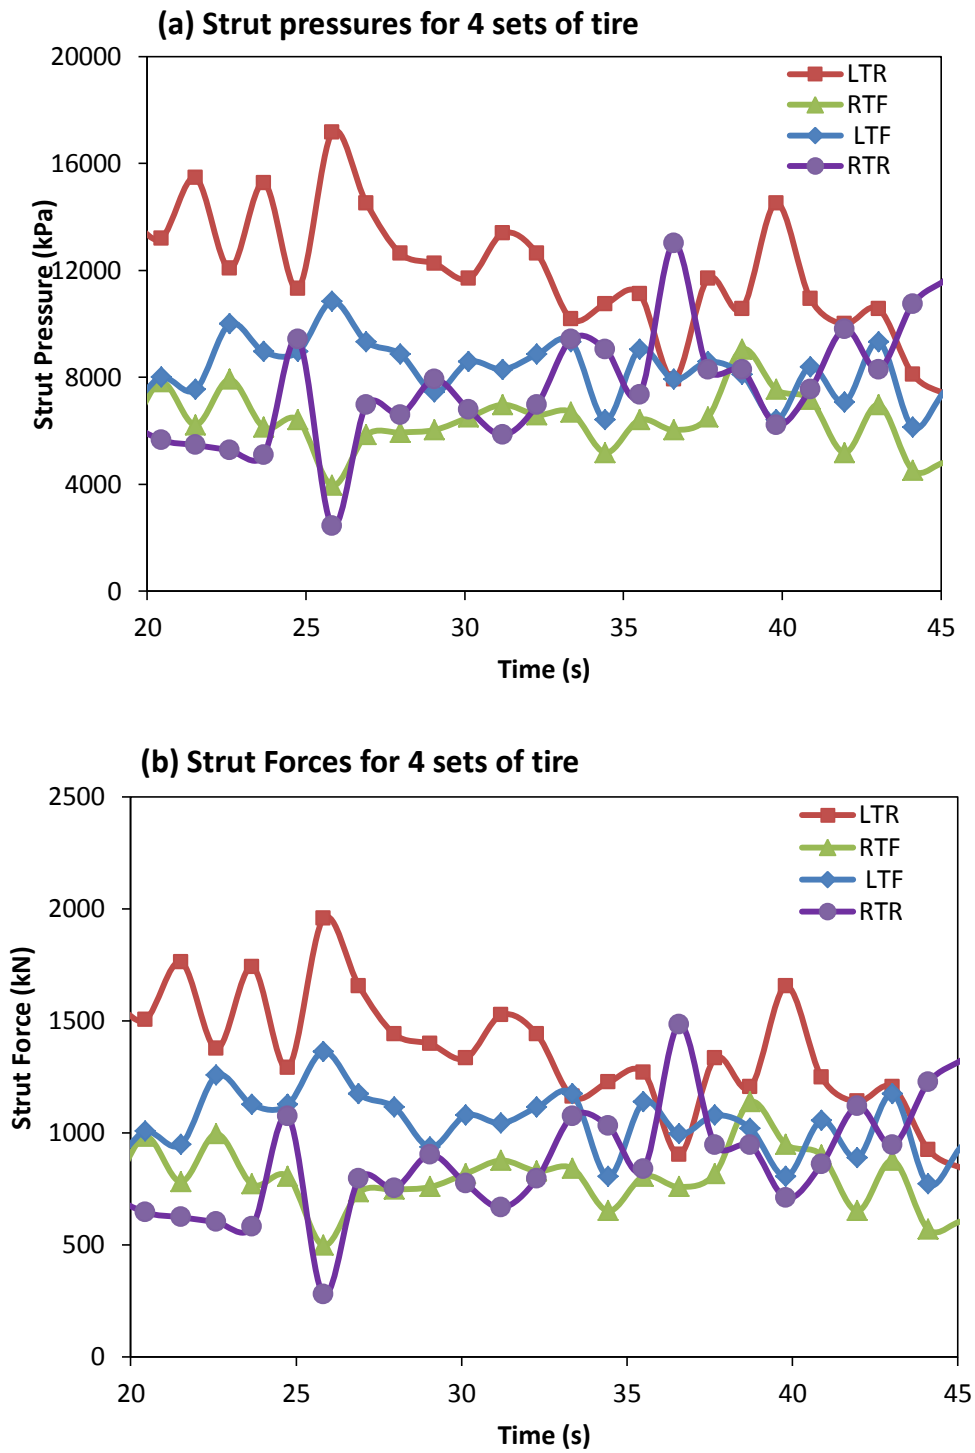 (a) Strut pressures for 4 sets of tire
20000
16000
12000
8000
4000
0
Strut Pressure (kPa)
LTR
RTF
LTF
RTR
20 25 30 35 40 45
Time (s)
(b) Strut Forces for 4 sets of tire
2500
2000
1500
1000
500
0
Strut Force (kN)
LTR
RTF
LTF
RTR
20 25 30 35 40 45
Time (s)